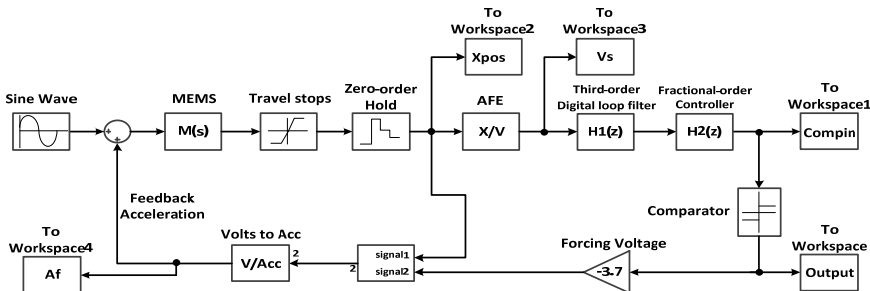 To
Workspace2
Xpos
To
Workspace3
Vs
Sine Wave
MEMS
M(s)
Travel stops
Zero-order
Hold
AFE
X/V
Third-order
Digital loop filter
H1(z)
Fractional-order
Controller
H2(z)
To
Workspace1
Compin
+
+
Feedback
Acceleration
Comparator
To
Workspace4
Af
Volts to Acc
V/Acc
2
2
signal1
signal2
Forcing Voltage
-3.7
To
Workspace
Output